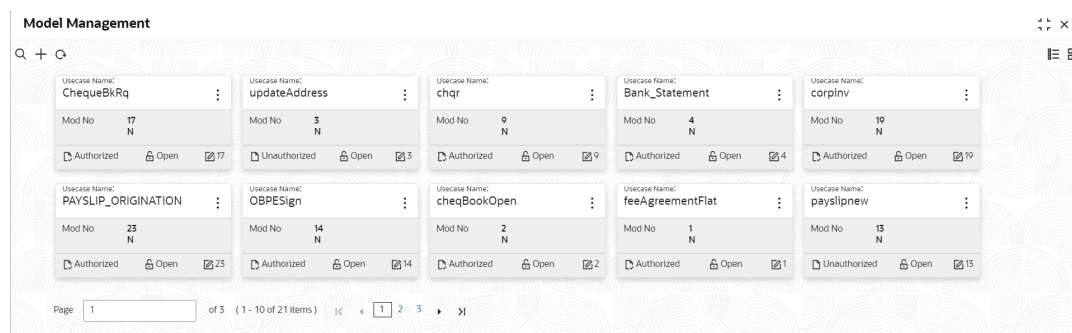 Model Management
Usecase Name:
ChequeBkRq
Mod No 17
N
Authorized Open 17
Usecase Name:
updateAddress
Mod No 3
N
Unauthorized Open 3
Usecase Name:
chqr
Mod No 9
N
Authorized Open 9
Usecase Name:
Bank_Statement
Mod No 4
N
Authorized Open 4
Usecase Name:
corpinv
Mod No 19
N
Authorized Open 19
Usecase Name:
PAYSLIP_ORIGINATION
Mod No 23
N
Authorized Open 23
Usecase Name:
OBPESign
Mod No 14
N
Authorized Open 14
Usecase Name:
cheqBookOpen
Mod No 2
N
Authorized Open 2
Usecase Name:
feeAgreementFlat
Mod No 1
N
Authorized Open 1
Usecase Name:
payslipnew
Mod No 13
N
Unauthorized Open 13
Page 1 of 3 ( 1 - 10 of 21 items ) 1 2 3